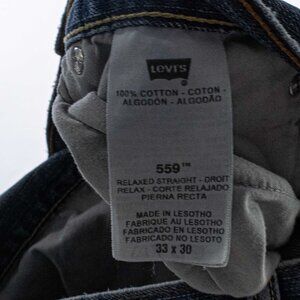 LEVI'S
100% COTTON - COTON -
ALGODÓN - ALGODÃO
559™
RELAXED STRAIGHT - DROIT
RELAX - CORTE RELAJADO
PIERNA RECTA
MADE IN LESOTHO
FABRIQUE AU LESOTHO
FABRICADO EN LESOTHO
FABRICADO NO LESOTO
33 x 30